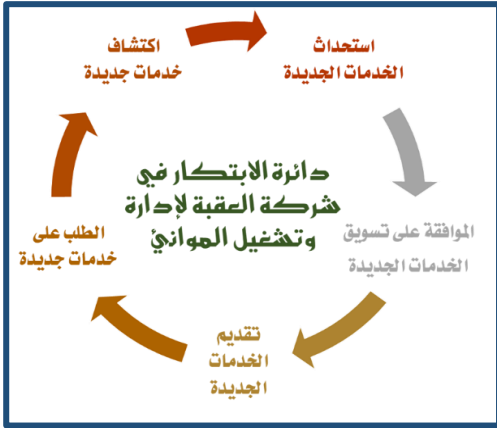 استحداث
الخدمات الجديدة
اكتشاف
خدمات جديدة
دائرة الابتكار في
شركة العقبة لإدارة
وتشغيل الموانئ
الموافقة على تسويق
الخدمات الجديدة
الطلب على
خدمات جديدة
تقديم
الخدمات
الجديدة